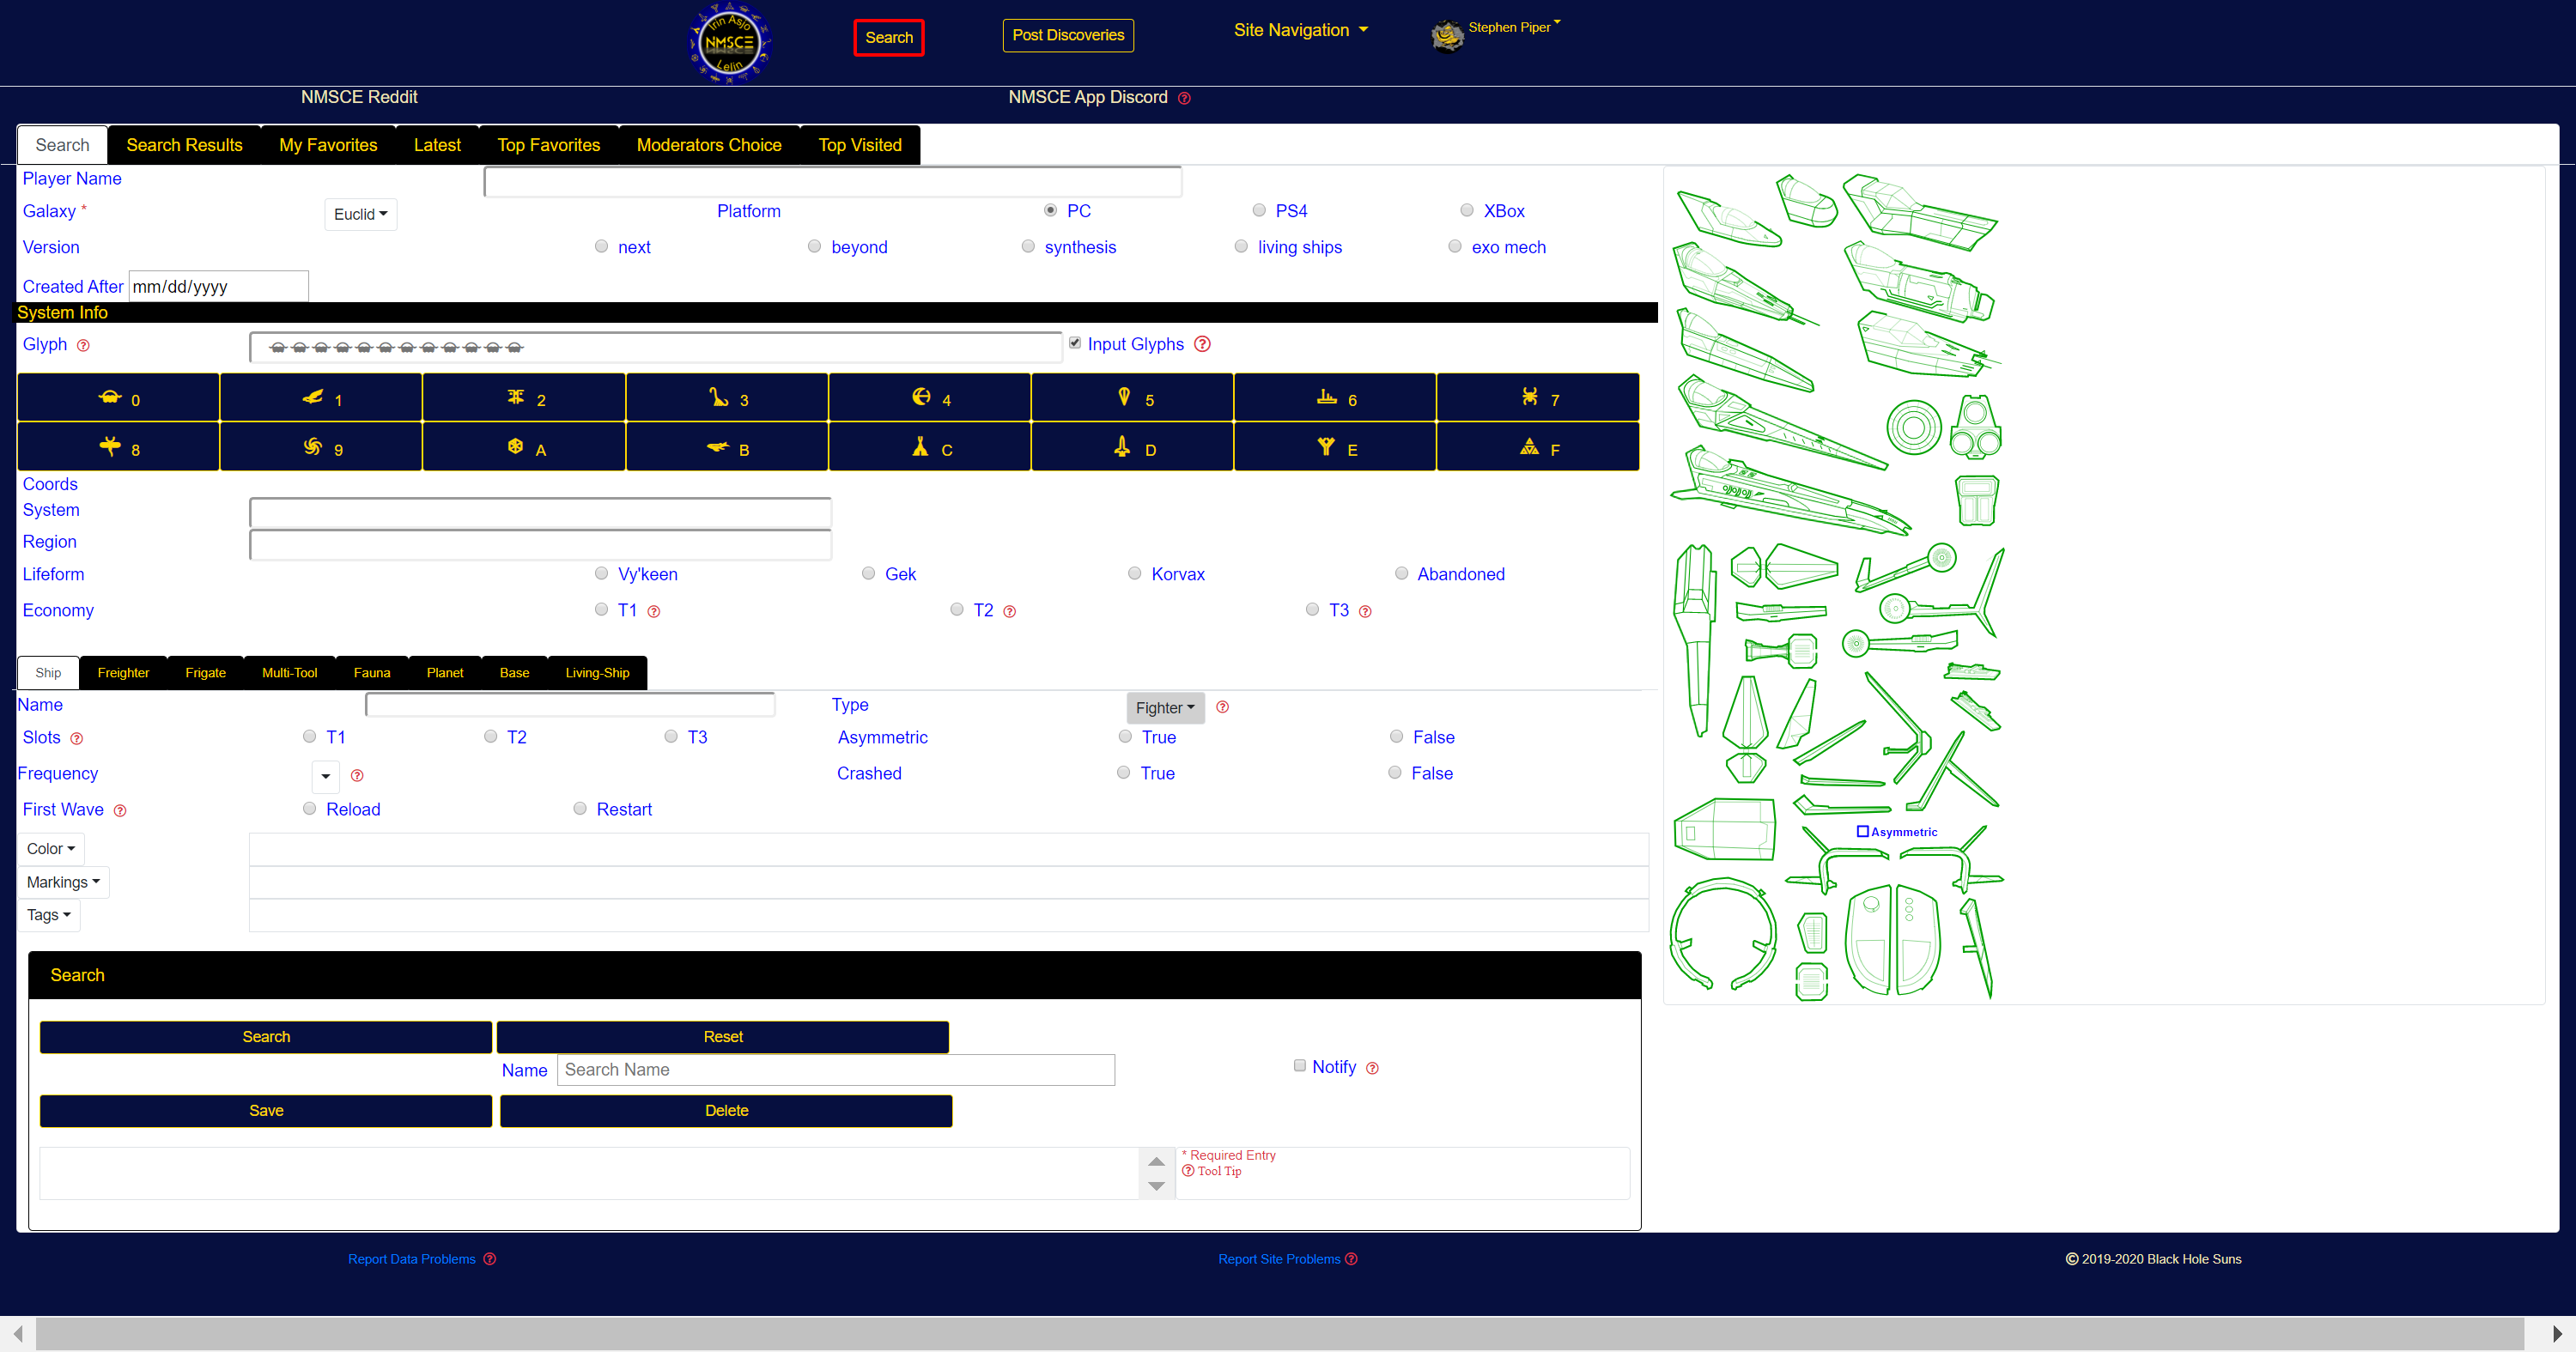 Irin Asjo
NMSCE
Lelin
Search
Post Discoveries
Site Navigation
Stephen Piper
NMSCE Reddit
NMSCE App Discord
Search
Search Results
My Favorites
Latest
Top Favorites
Moderators Choice
Top Visited
Player Name
Galaxy * Euclid Platform PC PS4 XBox
Version next beyond synthesis living ships exo mech
Created After mm/dd/yyyy
System Info
Glyph Input Glyphs
0 1 2 3 4 5 6 7
8 9 A B C D E F
Coords
System
Region
Lifeform Vy'keen Gek Korvax Abandoned
Economy T1 T2 T3
Ship Freighter Frigate Multi-Tool Fauna Planet Base Living-Ship
Name Type Fighter
Slots T1 T2 T3 Asymmetric True False
Frequency Crashed True False
First Wave Reload Restart
Color
Markings
Tags
Asymmetric
Search
Search Reset
Name Search Name Notify
Save Delete
* Required Entry
Tool Tip
Report Data Problems
Report Site Problems
© 2019-2020 Black Hole Suns